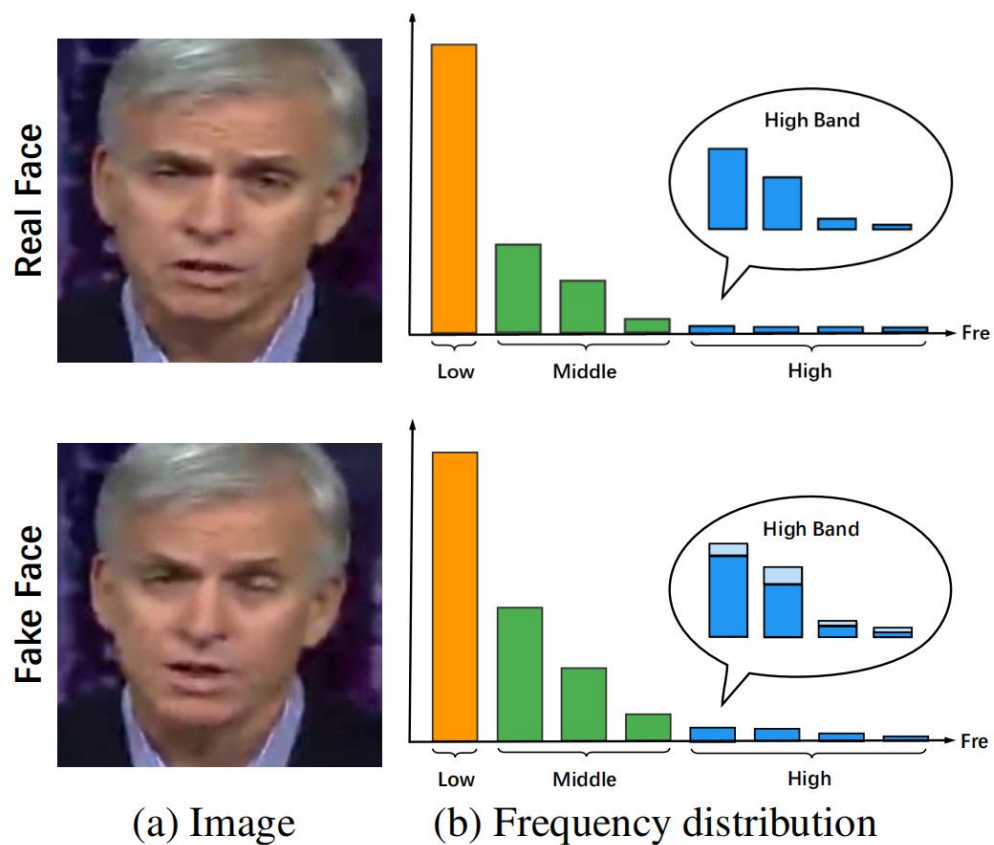 Real Face
High Band
Fre
Low
Middle
High
Fake Face
High Band
Fre
Low
Middle
High
(a) Image
(b) Frequency distribution